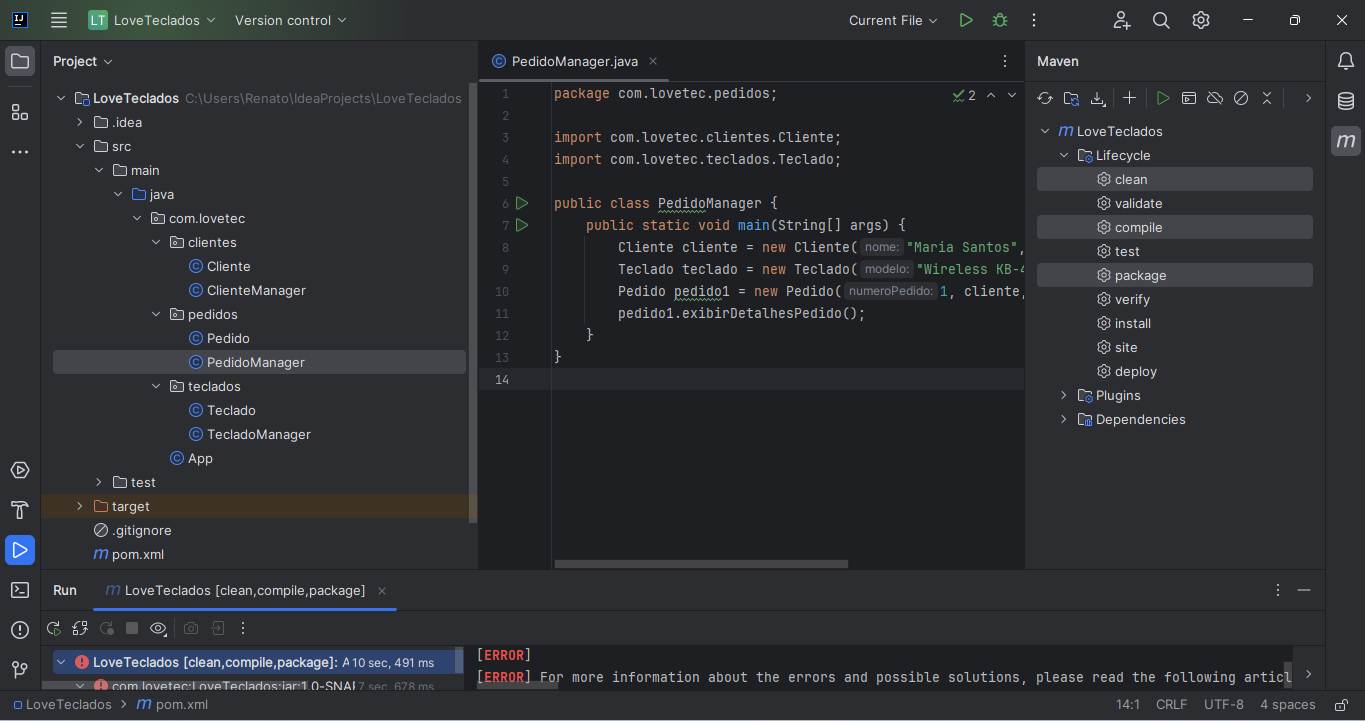 LT LoveTeclados Version control Current File
Project
LoveTeclados C:\Users\Renato\IdeaProjects\LoveTeclados
.idea
src
main
java
com.lovetec
clientes
Cliente
ClienteManager
pedidos
Pedido
PedidoManager
teclados
Teclado
TecladoManager
App
test
target
.gitignore
pom.xml
PedidoManager.java
2
1 package com.lovetec.pedidos;
2
3 import com.lovetec.clientes.Cliente;
4 import com.lovetec.teclados.Teclado;
5
6 public class PedidoManager {
7 public static void main(String[] args) {
8 Cliente cliente = new Cliente( nome: "Maria Santos",
9 Teclado teclado = new Teclado( modelo: "Wireless KB-4
10 Pedido pedido1 = new Pedido( numeroPedido: 1, cliente,
11 pedido1.exibirDetalhesPedido();
12 }
13 }
14
Maven
m LoveTeclados
Lifecycle
clean
validate
compile
test
package
verify
install
site
deploy
Plugins
Dependencies
Run LoveTeclados [clean,compile,package]
LoveTeclados [clean,compile,package]: A 10 sec, 491 ms
com.lovetec:LoveTeclados:jar:1.0-SNAI 7 sec, 678 ms
[ERROR]
[ERROR] For more information about the errors and possible solutions, please read the following articl
LoveTeclados > m pom.xml
14:1 CRLF UTF-8 4 spaces